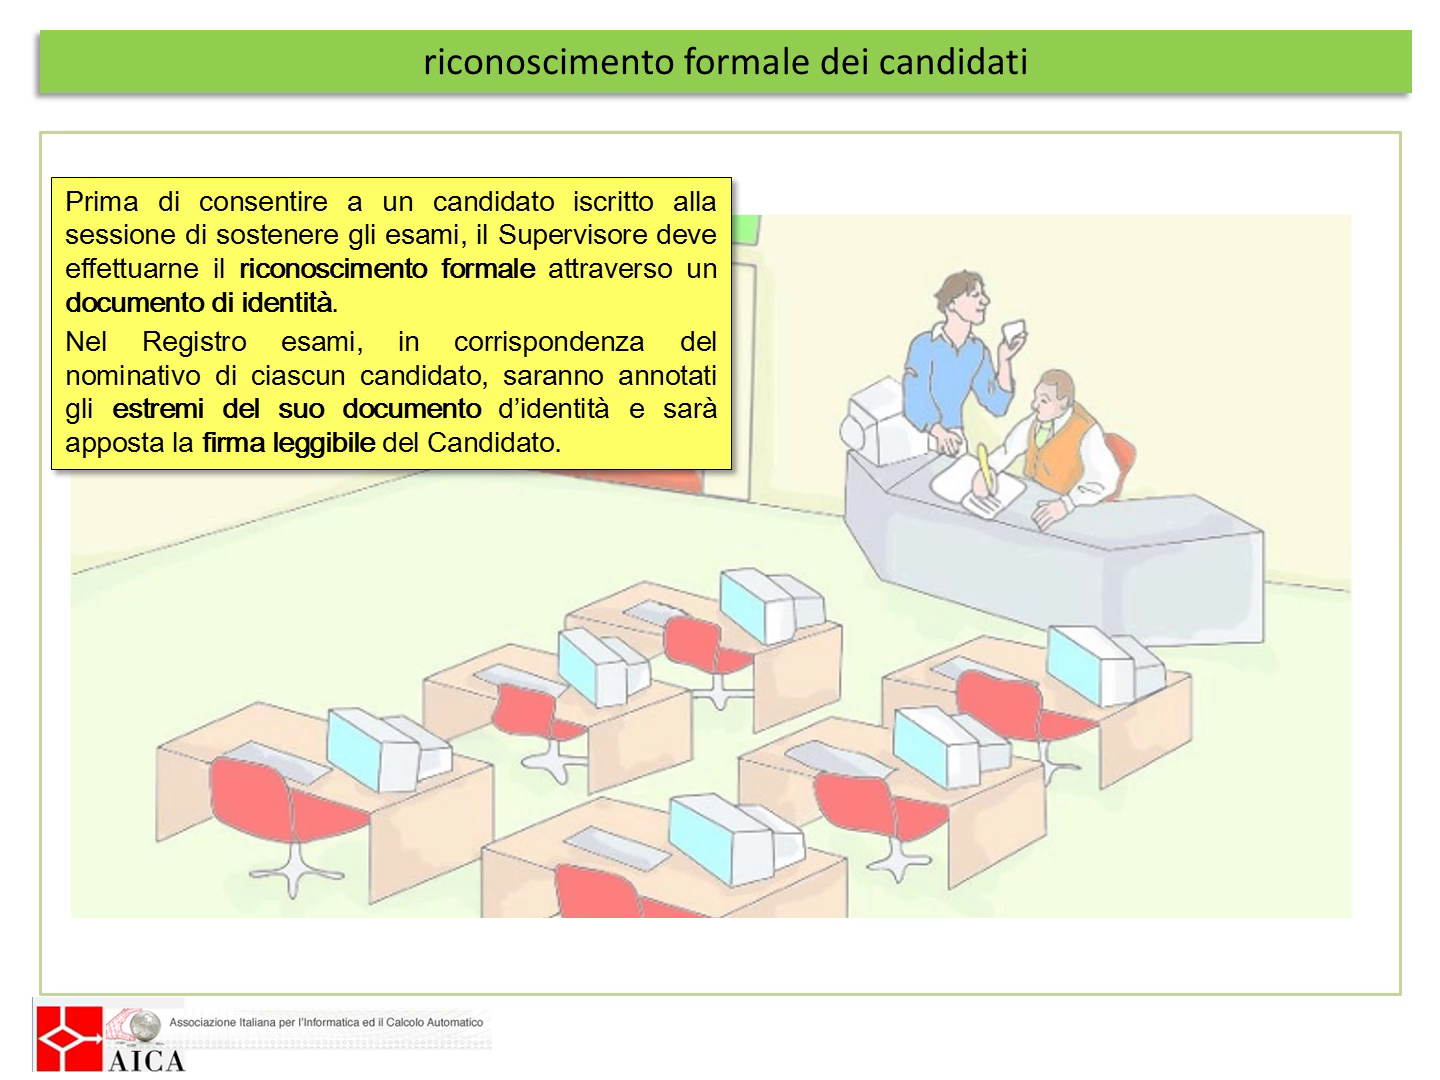 riconoscimento formale dei candidati
Prima di consentire a un candidato iscritto alla
sessione di sostenere gli esami, il Supervisore deve
effettuarne il riconoscimento formale attraverso un
documento di identità.
Nel Registro esami, in corrispondenza del
nominativo di ciascun candidato, saranno annotati
gli estremi del suo documento d’identità e sarà
apposta la firma leggibile del Candidato.
Associazione Italiana per l'Informatica ed il Calcolo Automatico
AICA